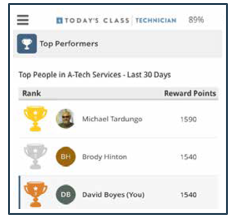 TODAY'S CLASS | TECHNICIAN 89%
Top Performers
Top People in A-Tech Services - Last 30 Days
Rank Reward Points
Michael Tardungo 1590
BH Brody Hinton 1540
DB David Boyes (You) 1540